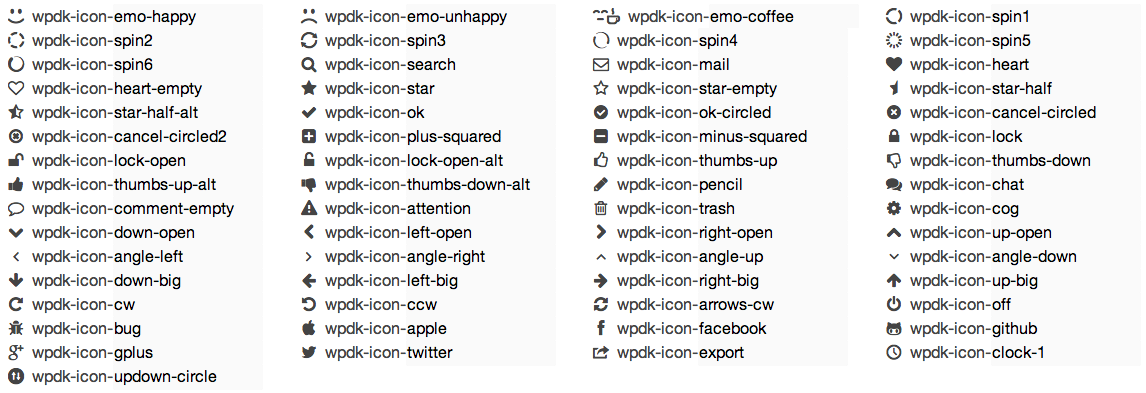 wpdk-icon-emo-happy wpdk-icon-emo-unhappy wpdk-icon-emo-coffee wpdk-icon-spin1
wpdk-icon-spin2 wpdk-icon-spin3 wpdk-icon-spin4 wpdk-icon-spin5
wpdk-icon-spin6 wpdk-icon-search wpdk-icon-mail wpdk-icon-heart
wpdk-icon-heart-empty wpdk-icon-star wpdk-icon-star-empty wpdk-icon-star-half
wpdk-icon-star-half-alt wpdk-icon-ok wpdk-icon-ok-circled wpdk-icon-cancel-circled
wpdk-icon-cancel-circled2 wpdk-icon-plus-squared wpdk-icon-minus-squared wpdk-icon-lock
wpdk-icon-lock-open wpdk-icon-lock-open-alt wpdk-icon-thumbs-up wpdk-icon-thumbs-down
wpdk-icon-thumbs-up-alt wpdk-icon-thumbs-down-alt wpdk-icon-pencil wpdk-icon-chat
wpdk-icon-comment-empty wpdk-icon-attention wpdk-icon-trash wpdk-icon-cog
wpdk-icon-down-open wpdk-icon-left-open wpdk-icon-right-open wpdk-icon-up-open
wpdk-icon-angle-left wpdk-icon-angle-right wpdk-icon-angle-up wpdk-icon-angle-down
wpdk-icon-down-big wpdk-icon-left-big wpdk-icon-right-big wpdk-icon-up-big
wpdk-icon-cw wpdk-icon-ccw wpdk-icon-arrows-cw wpdk-icon-off
wpdk-icon-bug wpdk-icon-apple wpdk-icon-facebook wpdk-icon-github
wpdk-icon-gplus wpdk-icon-twitter wpdk-icon-export wpdk-icon-clock-1
wpdk-icon-updown-circle